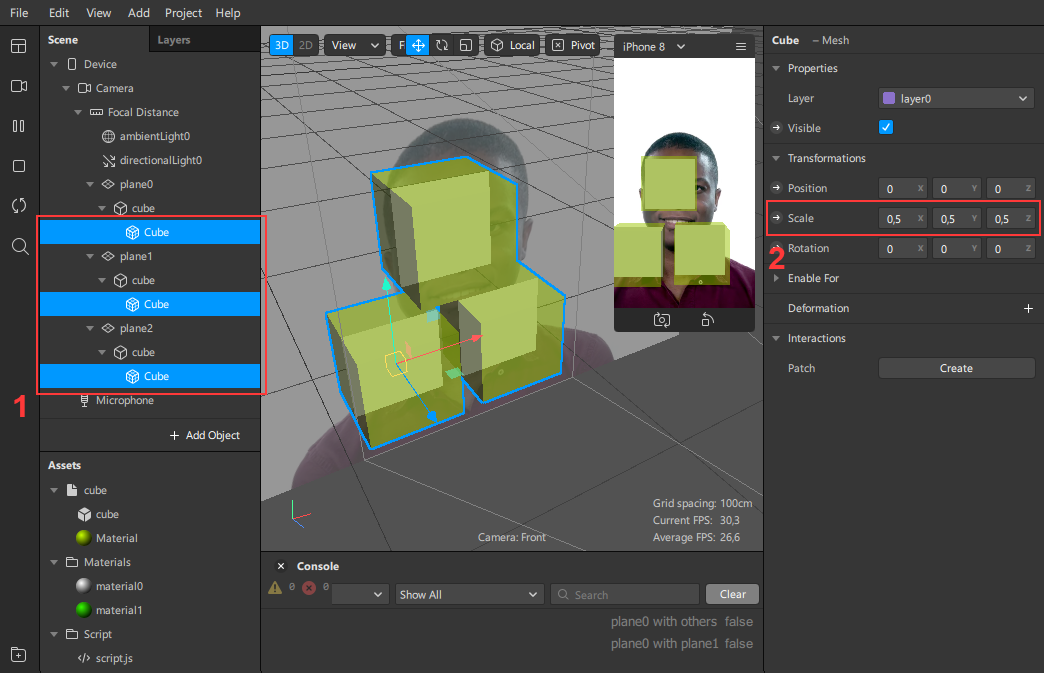 File Edit View Add Project Help
Scene Layers
Device
Camera
Focal Distance
ambientLight0
directionalLight0
plane0
cube
Cube
plane1
cube
Cube
plane2
cube
Cube
Microphone
1
+ Add Object
Assets
cube
cube
Material
Materials
material0
material1
Script
script.js
3D 2D View F Local Pivot
iPhone 8
Grid spacing: 100cm
Current FPS: 30,3
Average FPS: 26,6
Camera: Front
Console
0 0 Show All Search Clear
plane0 with others false
plane0 with plane1 false
Cube – Mesh
Properties
Layer layer0
Visible
Transformations
Position 0 X 0 Y 0 Z
Scale 0,5 X 0,5 Y 0,5 Z
Rotation 0 X 0 Y 0 Z
2
Enable For
Deformation +
Interactions
Patch Create